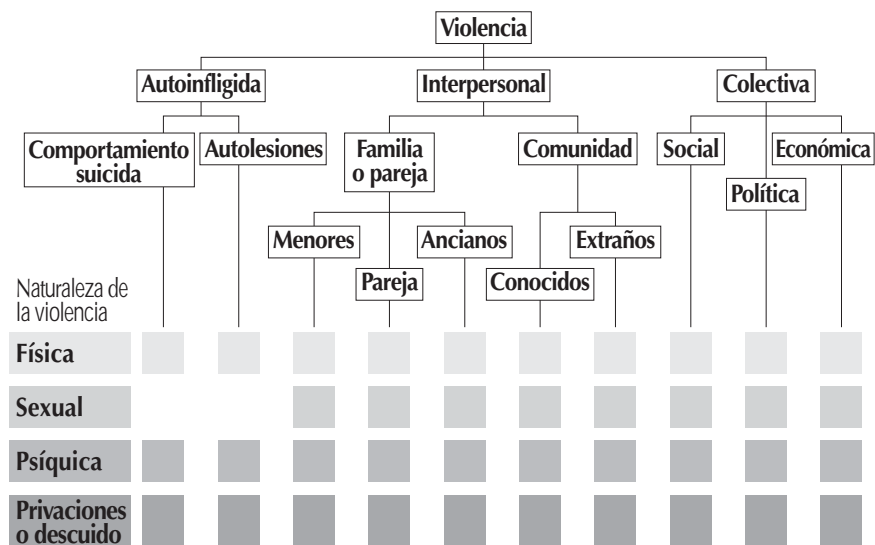 Violencia
Autoinfligida
Interpersonal
Colectiva
Comportamiento
suicida
Autolesiones
Familia
o pareja
Comunidad
Social
Política
Económica
Menores
Pareja
Ancianos
Conocidos
Extraños
Naturaleza de
la violencia
Física
Sexual
Psíquica
Privaciones
o descuido